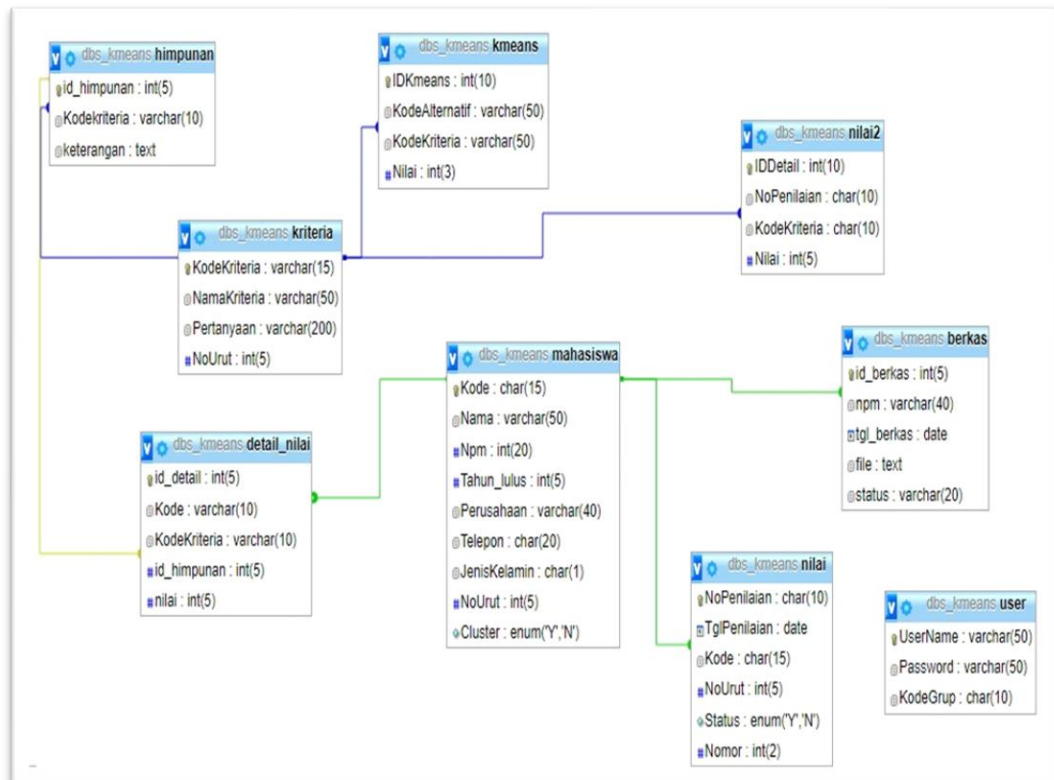 dbs_kmeans himpunan
id_himpunan : int(5)
Kodekriteria : varchar(10)
keterangan : text
dbs_kmeans kmeans
IDKmeans : int(10)
KodeAlternatif : varchar(50)
KodeKriteria : varchar(50)
Nilai : int(3)
dbs_kmeans nilai2
IDDetail : int(10)
NoPenilaian : char(10)
KodeKriteria : char(10)
Nilai : int(5)
dbs_kmeans kriteria
KodeKriteria : varchar(15)
NamaKriteria : varchar(50)
Pertanyaan : varchar(200)
NoUrut : int(5)
dbs_kmeans mahasiswa
Kode : char(15)
Nama : varchar(50)
Npm : int(20)
Tahun_lulus : int(5)
Perusahaan : varchar(40)
Telepon : char(20)
JenisKelamin : char(1)
NoUrut : int(5)
Cluster : enum('Y','N')
dbs_kmeans berkas
id_berkas : int(5)
npm : varchar(40)
tgl_berkas : date
file : text
status : varchar(20)
dbs_kmeans detail_nilai
id_detail : int(5)
Kode : varchar(10)
KodeKriteria : varchar(10)
id_himpunan : int(5)
nilai : int(5)
dbs_kmeans nilai
NoPenilaian : char(10)
TglPenilaian : date
Kode : char(15)
NoUrut : int(5)
Status : enum('Y','N')
Nomor : int(2)
dbs_kmeans user
UserName : varchar(50)
Password : varchar(50)
KodeGrup : char(10)